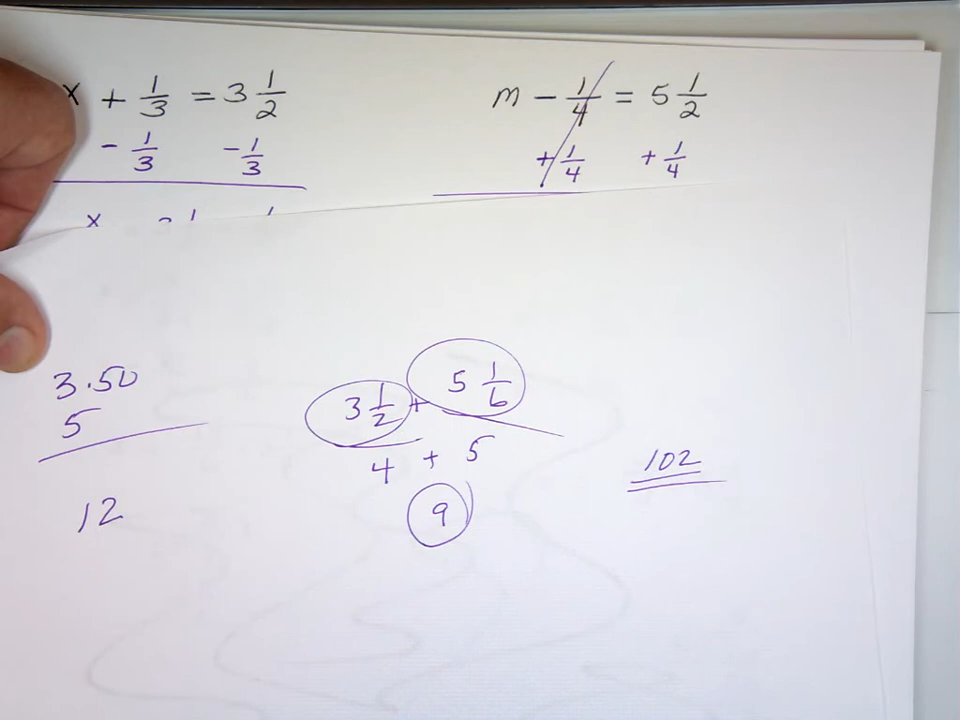 x + 1/3 = 3 1/2
- 1/3 - 1/3
x
m - 1/4 = 5 1/2
+ 1/4 + 1/4
3.50
5
12
3 1/2 + 5 1/6
4 + 5
9
102